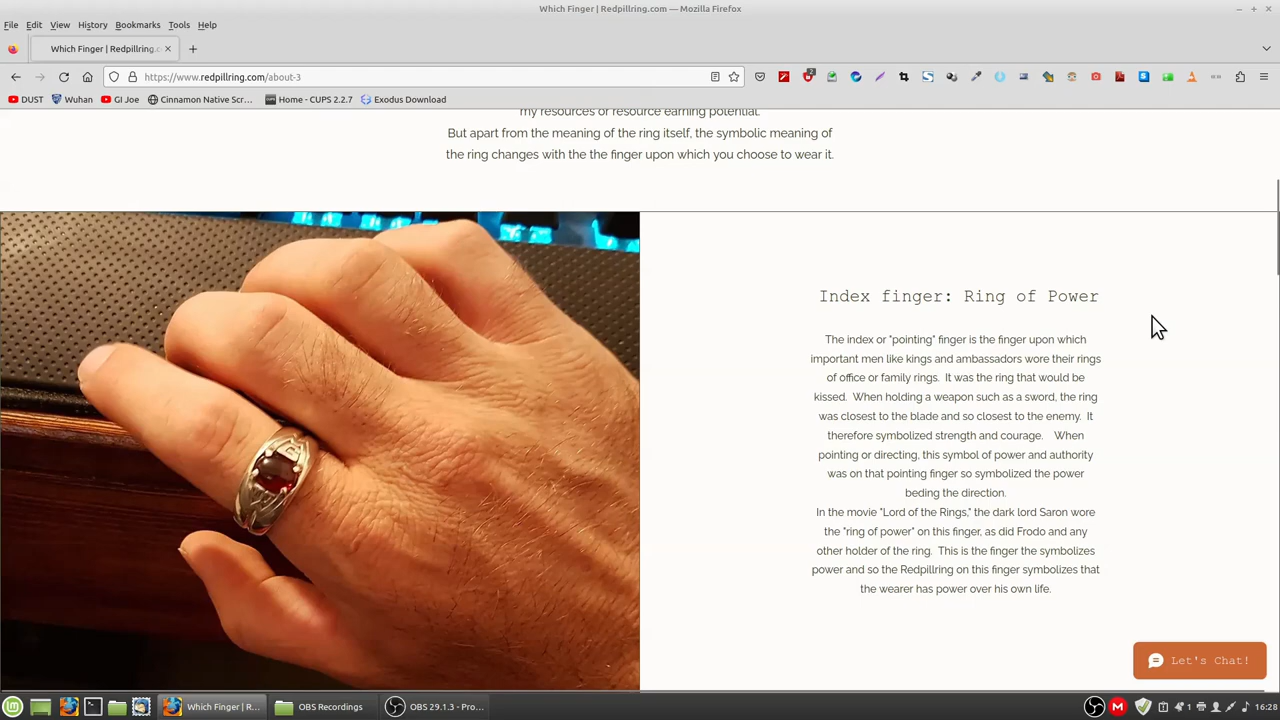 Which Finger | Redpillring.com — Mozilla Firefox
File Edit View History Bookmarks Tools Help
Which Finger | Redpillring.c
https://www.redpillring.com/about-3
DUST Wuhan GI Joe Cinnamon Native Scr… Home - CUPS 2.2.7 Exodus Download
my resources or resource earning potential.
But apart from the meaning of the ring itself, the symbolic meaning of
the ring changes with the the finger upon which you choose to wear it.
Index finger: Ring of Power
The index or "pointing" finger is the finger upon which
important men like kings and ambassadors wore their rings
of office or family rings. It was the ring that would be
kissed. When holding a weapon such as a sword, the ring
was closest to the blade and so closest to the enemy. It
therefore symbolized strength and courage. When
pointing or directing, this symbol of power and authority
was on that pointing finger so symbolized the power
beding the direction.
In the movie "Lord of the Rings," the dark lord Saron wore
the "ring of power" on this finger, as did Frodo and any
other holder of the ring. This is the finger the symbolizes
power and so the Redpillring on this finger symbolizes that
the wearer has power over his own life.
Let's Chat!
Which Finger | R... OBS Recordings OBS 29.1.3 - Pro... 1 16:28